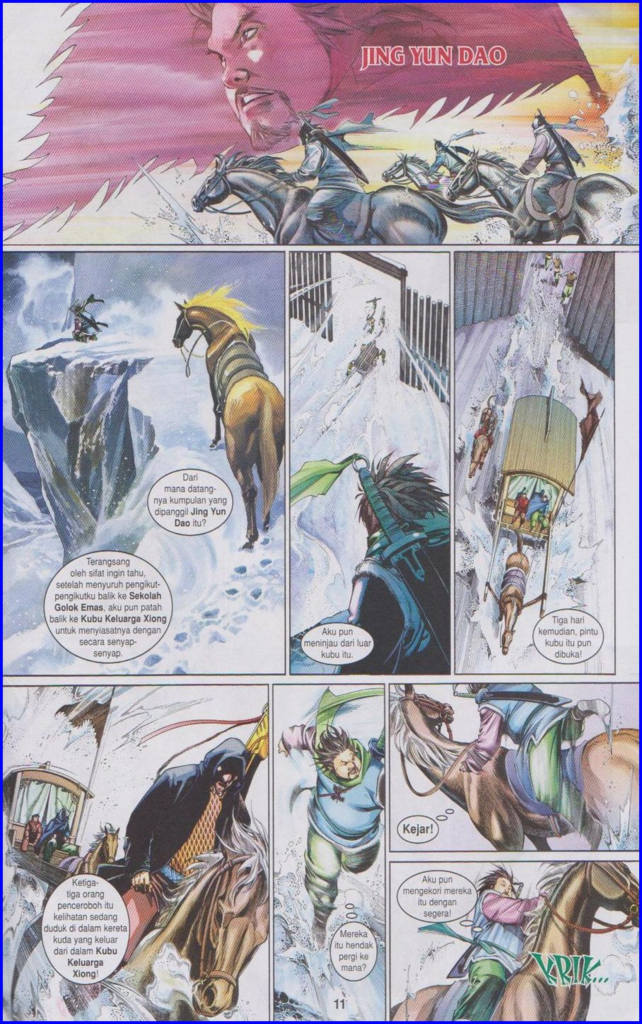 JING YUN DAO
Dari
mana datang-
nya kumpulan yang
dipanggil Jing Yun
Dao itu?
Terangsang
oleh sifat ingin tahu,
setelah menyuruh pengikut-
pengikutku balik ke Sekolah
Golok Emas, aku pun patah
balik ke Kubu Keluarga Xiong
untuk menyiasatnya dengan
secara senyap-
senyap.
Aku pun
meninjau dari luar
kubu itu.
Tiga hari
kemudian, pintu
kubu itu pun
dibuka!
Ketiga-
tiga orang
penceroboh itu
kelihatan sedang
duduk di dalam kereta
kuda yang keluar
dari dalam Kubu
Keluarga
Xiong!
Mereka
itu hendak
pergi ke
mana?
Kejar!
Aku pun
mengekori mereka
itu dengan
segera!
KRIK...
11